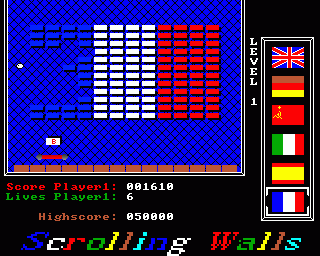 LEVEL 1
B
Score Player1: 001610
Lives Player1: 6
Highscore: 050000
Scrolling Walls